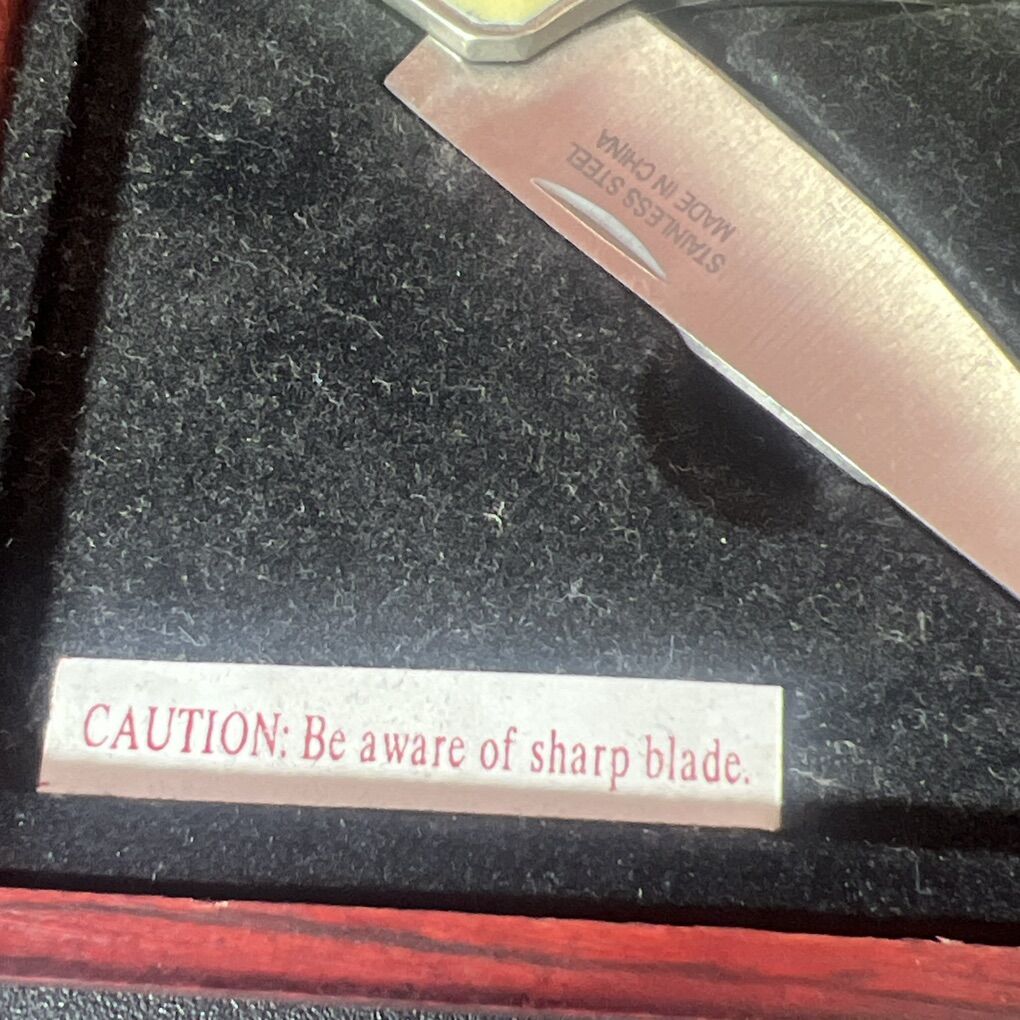 STAINLESS STEEL
MADE IN CHINA
CAUTION: Be aware of sharp blade.